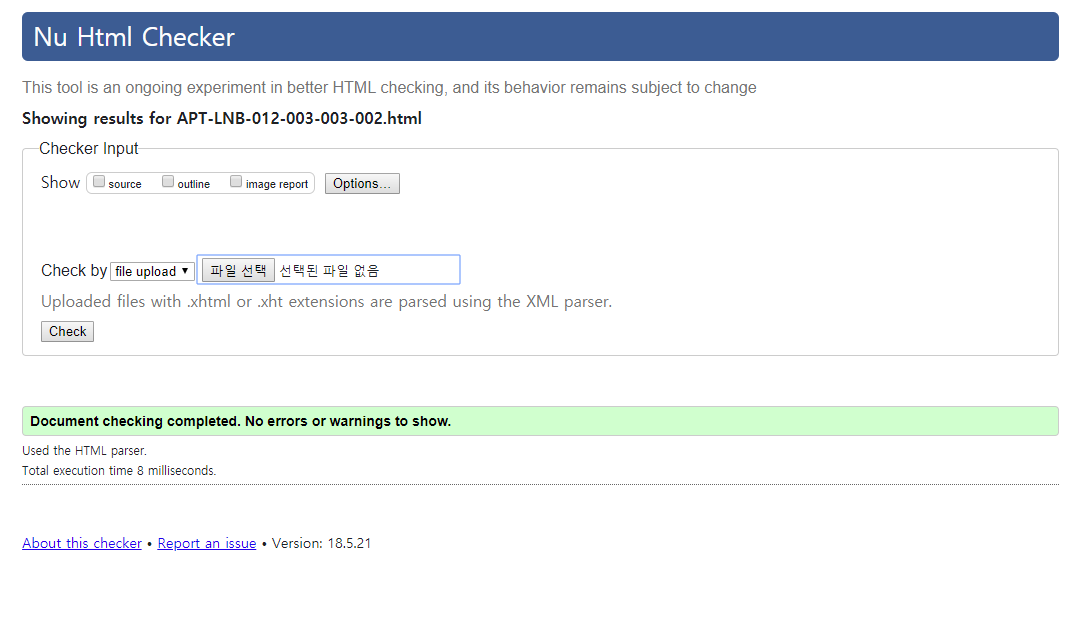 Nu Html Checker
This tool is an ongoing experiment in better HTML checking, and its behavior remains subject to change
Showing results for APT-LNB-012-003-003-002.html
Checker Input
Show source outline image report Options...
Check by file upload 파일 선택 선택된 파일 없음
Uploaded files with .xhtml or .xht extensions are parsed using the XML parser.
Check
Document checking completed. No errors or warnings to show.
Used the HTML parser.
Total execution time 8 milliseconds.
About this checker • Report an issue • Version: 18.5.21